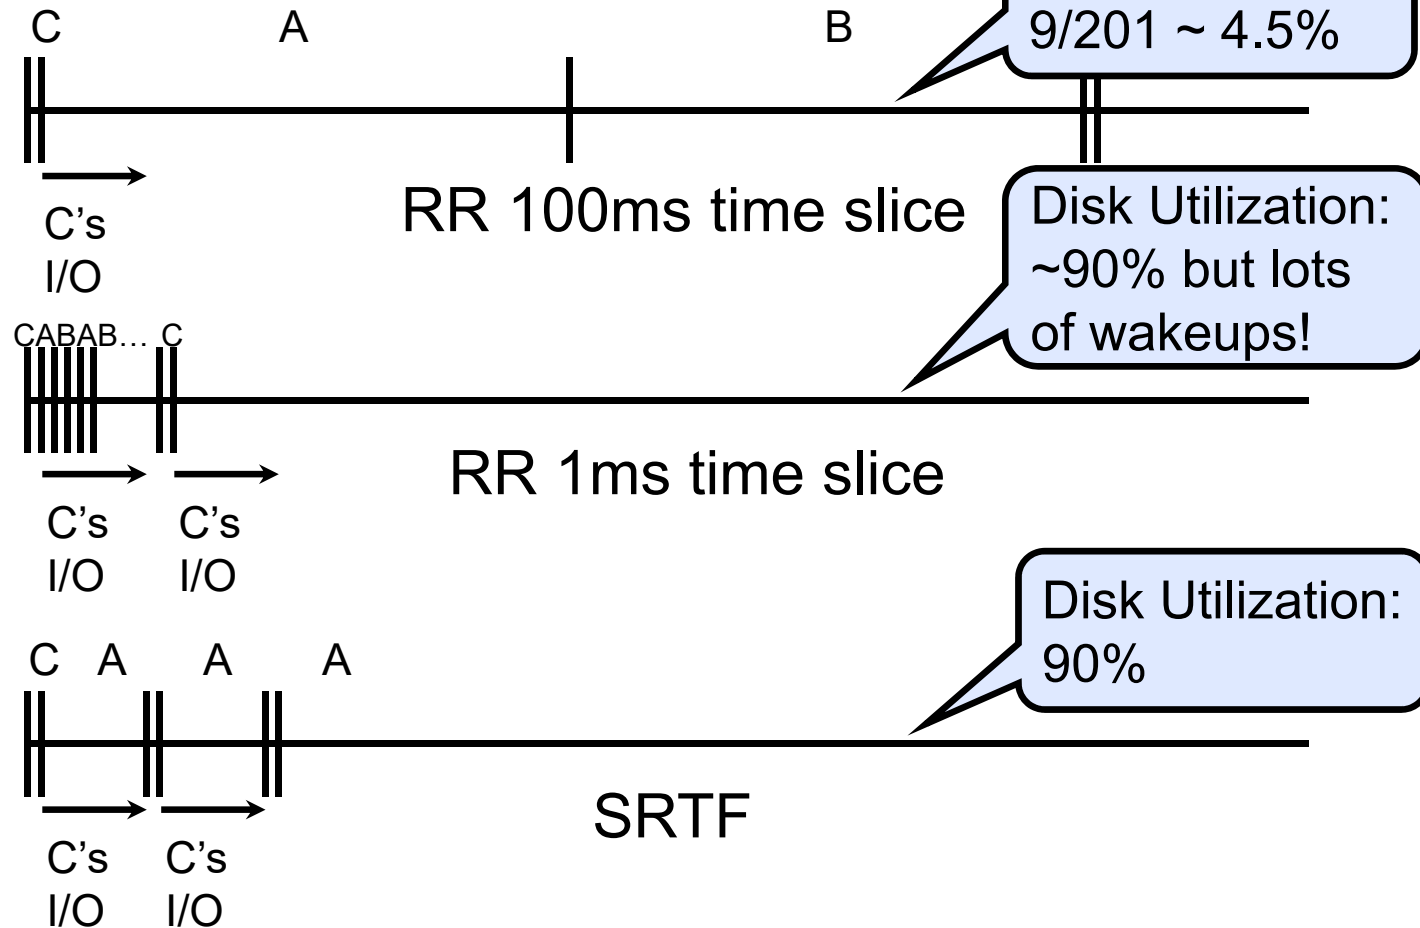 C A B
9/201 ~ 4.5%
C’s
I/O
RR 100ms time slice
Disk Utilization:
~90% but lots
of wakeups!
CABAB… C
C’s
I/O
C’s
I/O
RR 1ms time slice
Disk Utilization:
90%
C A A A
C’s
I/O
C’s
I/O
SRTF